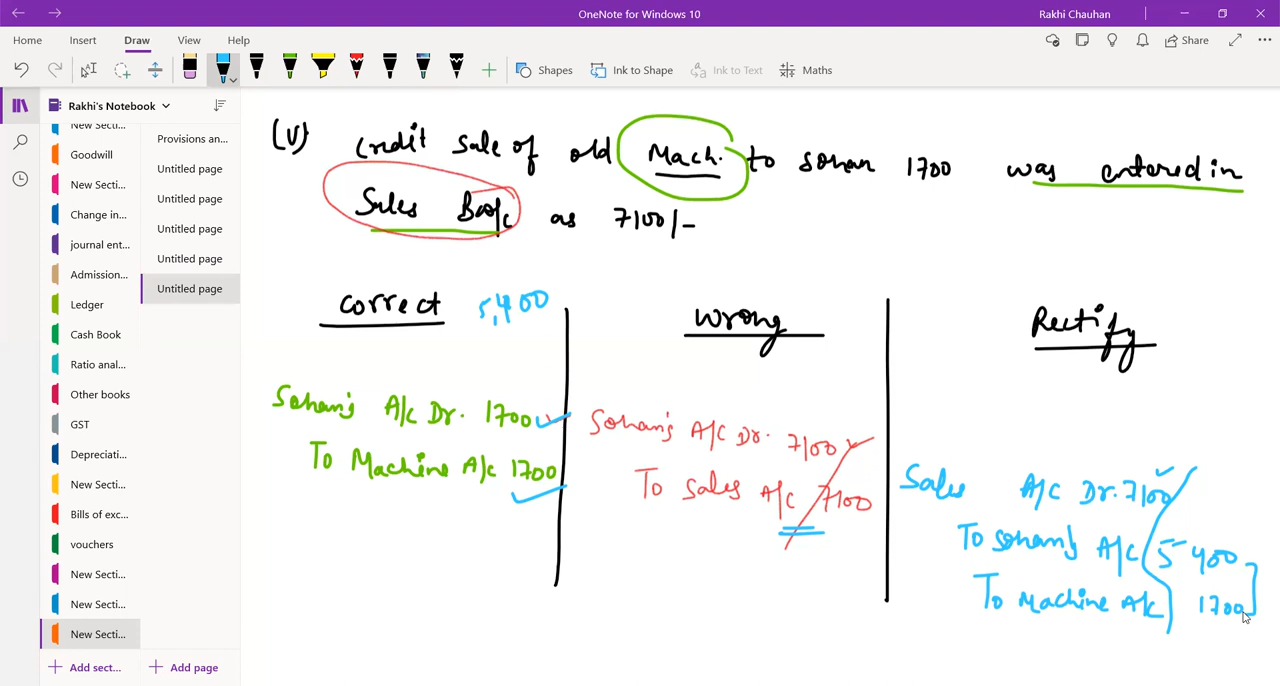 OneNote for Windows 10
Rakhi Chauhan
Home Insert Draw View Help
Share
Shapes Ink to Shape Ink to Text Maths
Rakhi's Notebook
New Secti...
Goodwill
New Secti...
Change in...
journal ent...
Admission...
Ledger
Cash Book
Ratio anal...
Other books
GST
Depreciati...
New Secti...
Bills of exc...
vouchers
New Secti...
New Secti...
New Secti...
Add sect...
Provisions an...
Untitled page
Untitled page
Untitled page
Untitled page
Untitled page
Add page
(V) Credit Sale of old Mach. to Sohan 1700 was entered in
Sales Book as 7100/-
Correct 5,400
Sohan's A/c Dr. 1700
To Machine A/c 1700
Wrong
Sohan's A/c Dr. 7100
To Sales A/c 7100
Rectify
Sales A/c Dr. 7100
To Sohan's A/c 5400
To Machine A/c 1700